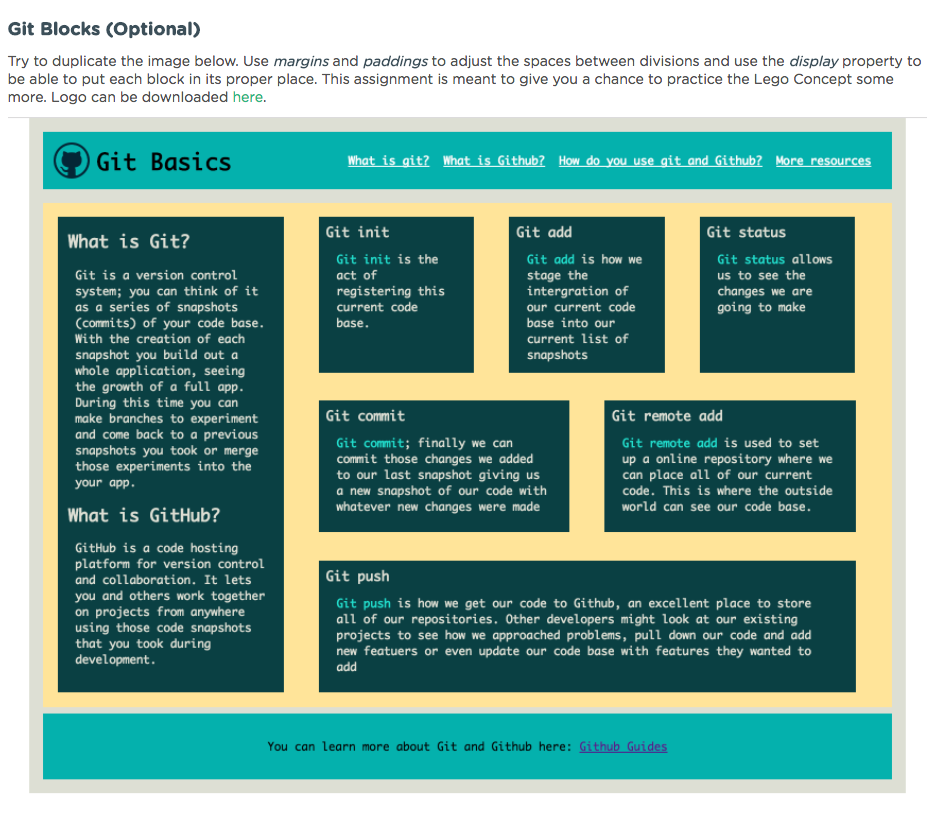 Git Blocks (Optional)
Try to duplicate the image below. Use margins and paddings to adjust the spaces between divisions and use the display property to
be able to put each block in its proper place. This assignment is meant to give you a chance to practice the Lego Concept some
more. Logo can be downloaded here.
Git Basics
What is git? What is Github? How do you use git and Github? More resources
What is Git?
Git is a version control
system; you can think of it
as a series of snapshots
(commits) of your code base.
With the creation of each
snapshot you build out a
whole application, seeing
the growth of a full app.
During this time you can
make branches to experiment
and come back to a previous
snapshots you took or merge
those experiments into the
your app.
What is GitHub?
GitHub is a code hosting
platform for version control
and collaboration. It lets
you and others work together
on projects from anywhere
using those code snapshots
that you took during
development.
Git init
Git init is the
act of
registering this
current code
base.
Git add
Git add is how we
stage the
intergration of
our current code
base into our
current list of
snapshots
Git status
Git status allows
us to see the
changes we are
going to make
Git commit
Git commit; finally we can
commit those changes we added
to our last snapshot giving us
a new snapshot of our code with
whatever new changes were made
Git remote add
Git remote add is used to set
up a online repository where we
can place all of our current
code. This is where the outside
world can see our code base.
Git push
Git push is how we get our code to Github, an excellent place to store
all of our repositories. Other developers might look at our existing
projects to see how we approached problems, pull down our code and add
new featuers or even update our code base with features they wanted to
add
You can learn more about Git and Github here: Github Guides